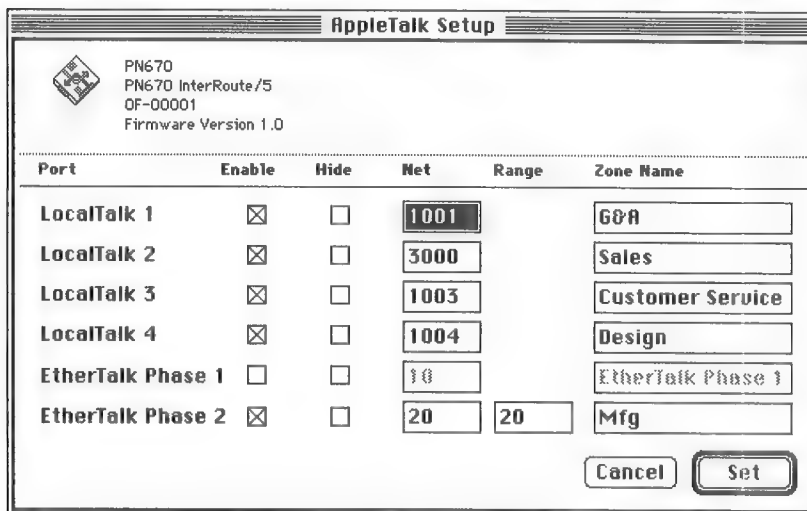 AppleTalk Setup
PN670
PN670 InterRoute/5
OF-00001
Firmware Version 1.0
Port Enable Hide Net Range Zone Name
LocalTalk 1 1001 G&A
LocalTalk 2 3000 Sales
LocalTalk 3 1003 Customer Service
LocalTalk 4 1004 Design
EtherTalk Phase 1 10 EtherTalk Phase 1
EtherTalk Phase 2 20 20 Mfg
Cancel Set